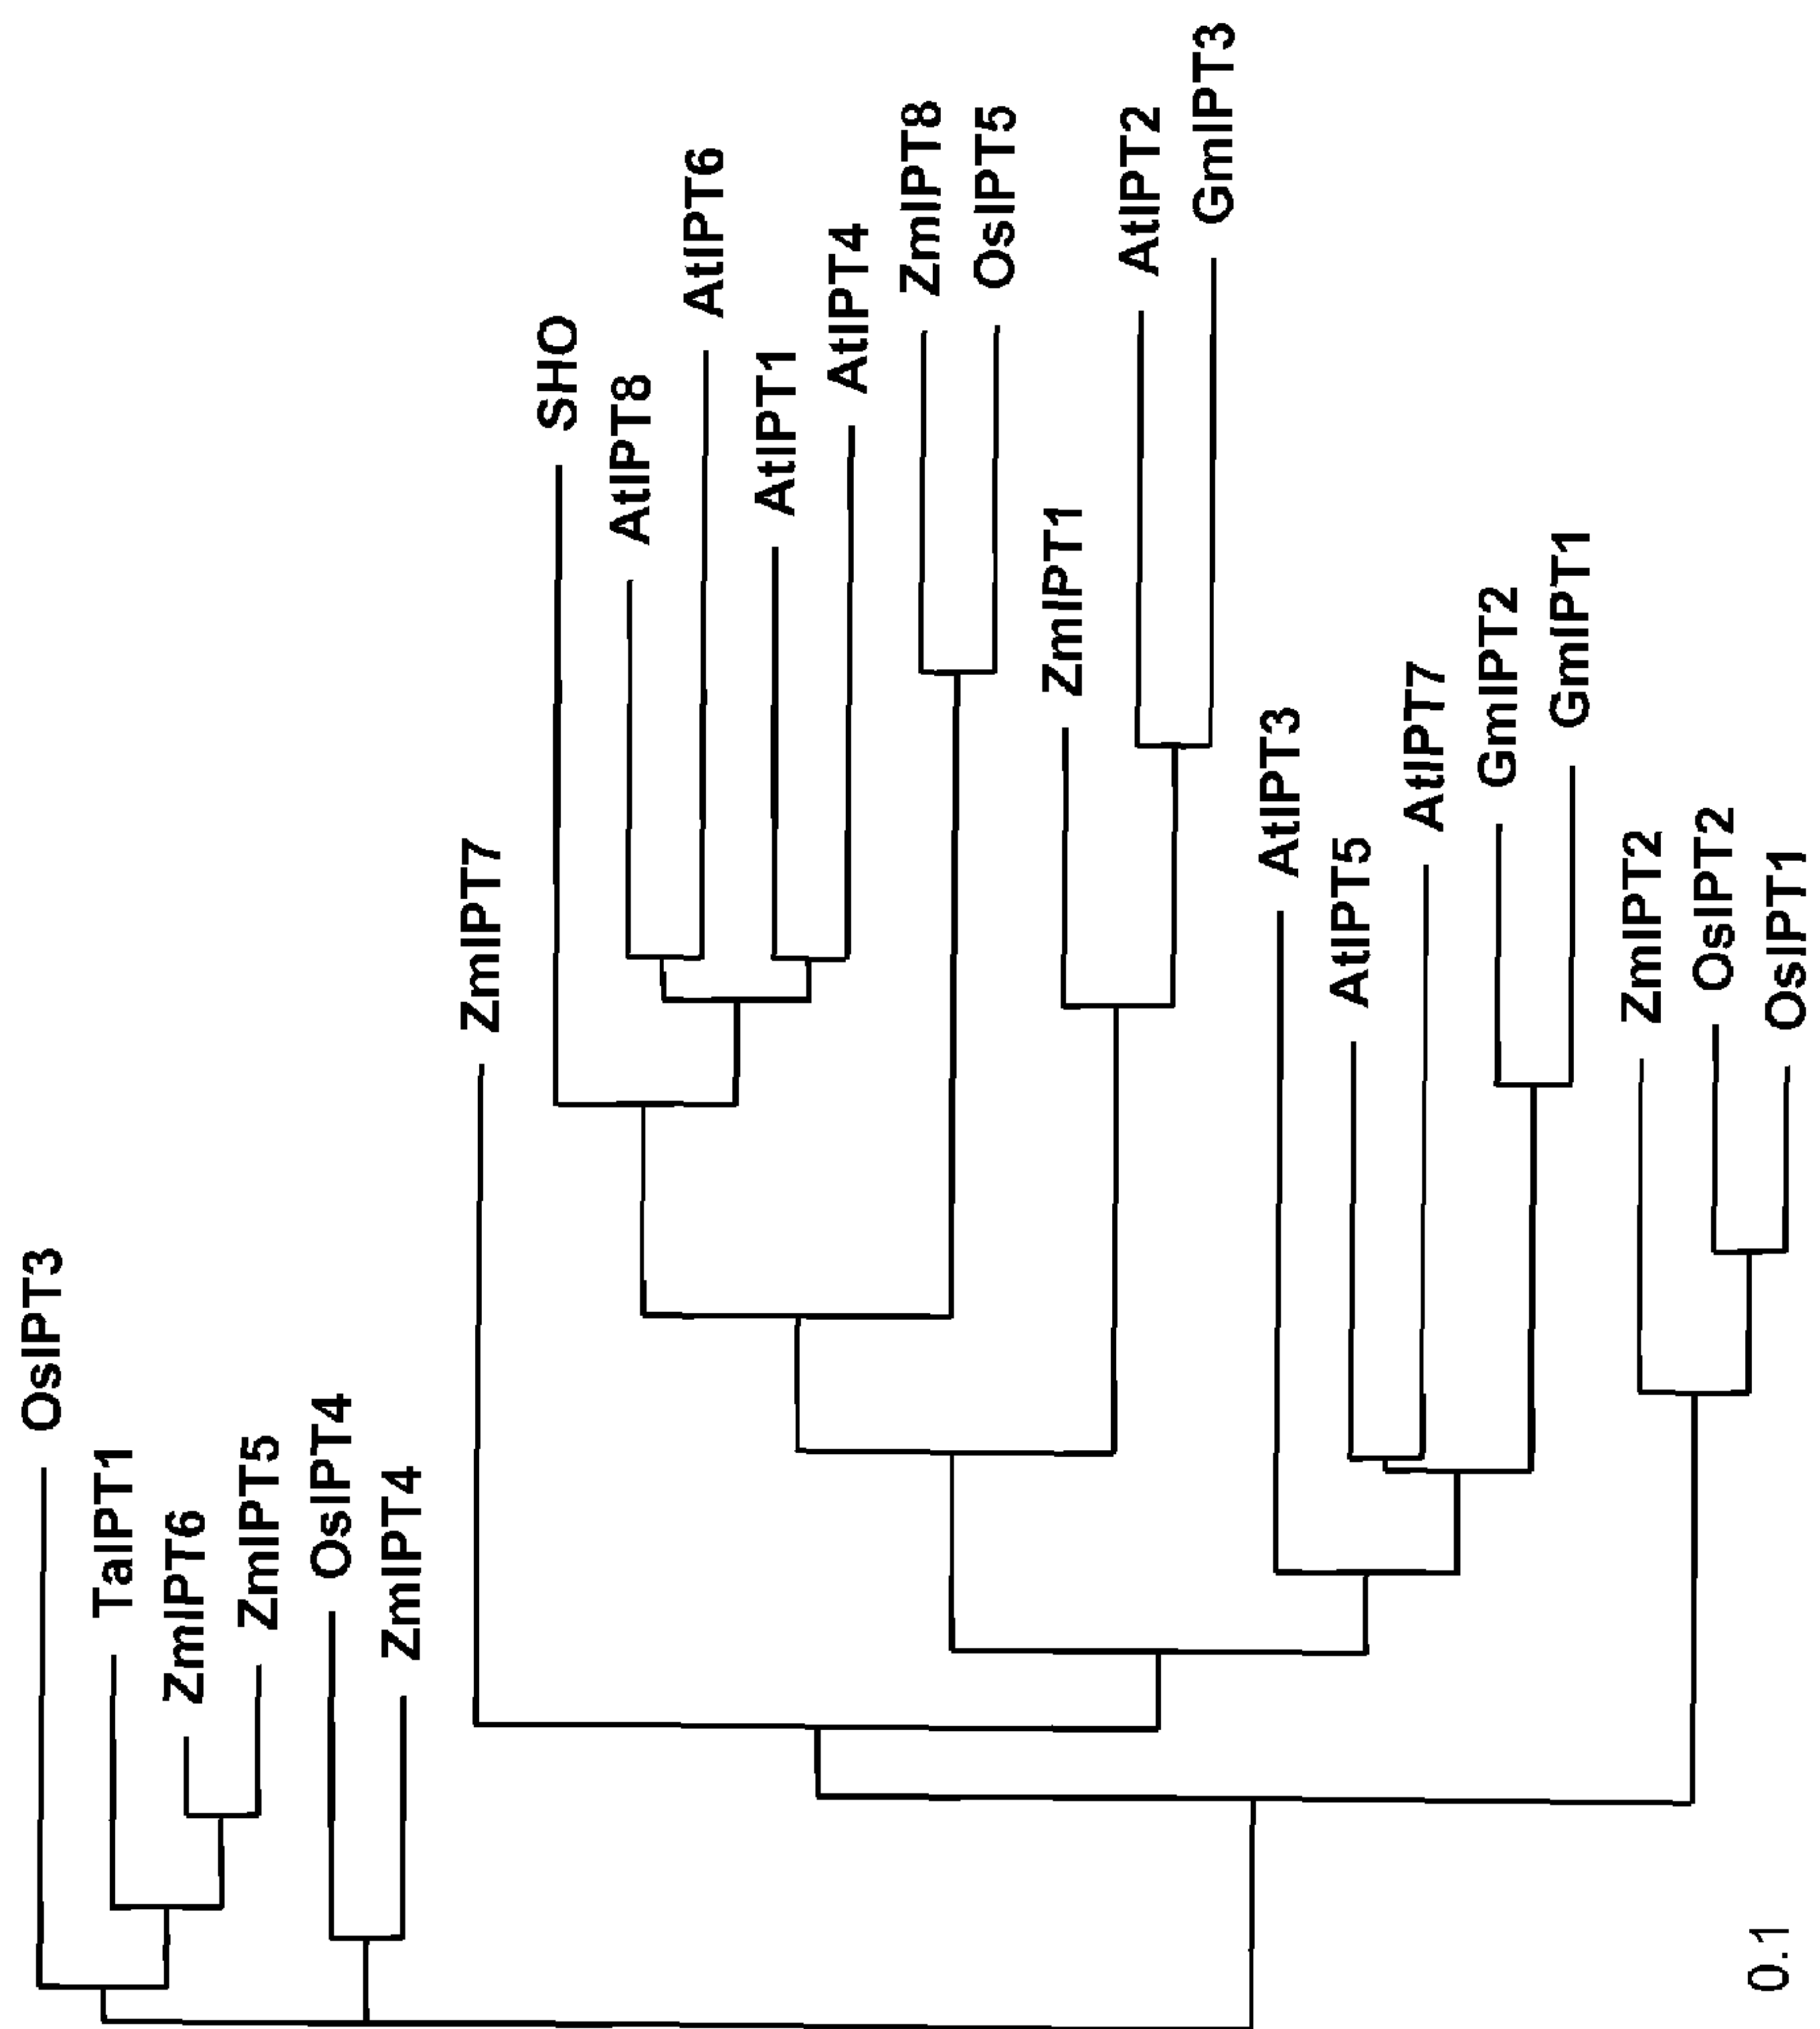 OsIPT3
TaIPT1
ZmIPT6
ZmIPT5
OsIPT4
ZmIPT4
ZmIPT7
SHO
AtIPT8
AtIPT6
AtIPT1
AtIPT4
ZmIPT8
OsIPT5
ZmIPT1
AtIPT2
GmIPT3
AtIPT3
AtIPT5
AtIPT7
GmIPT2
GmIPT1
ZmIPT2
OsIPT2
OsIPT1
0.1